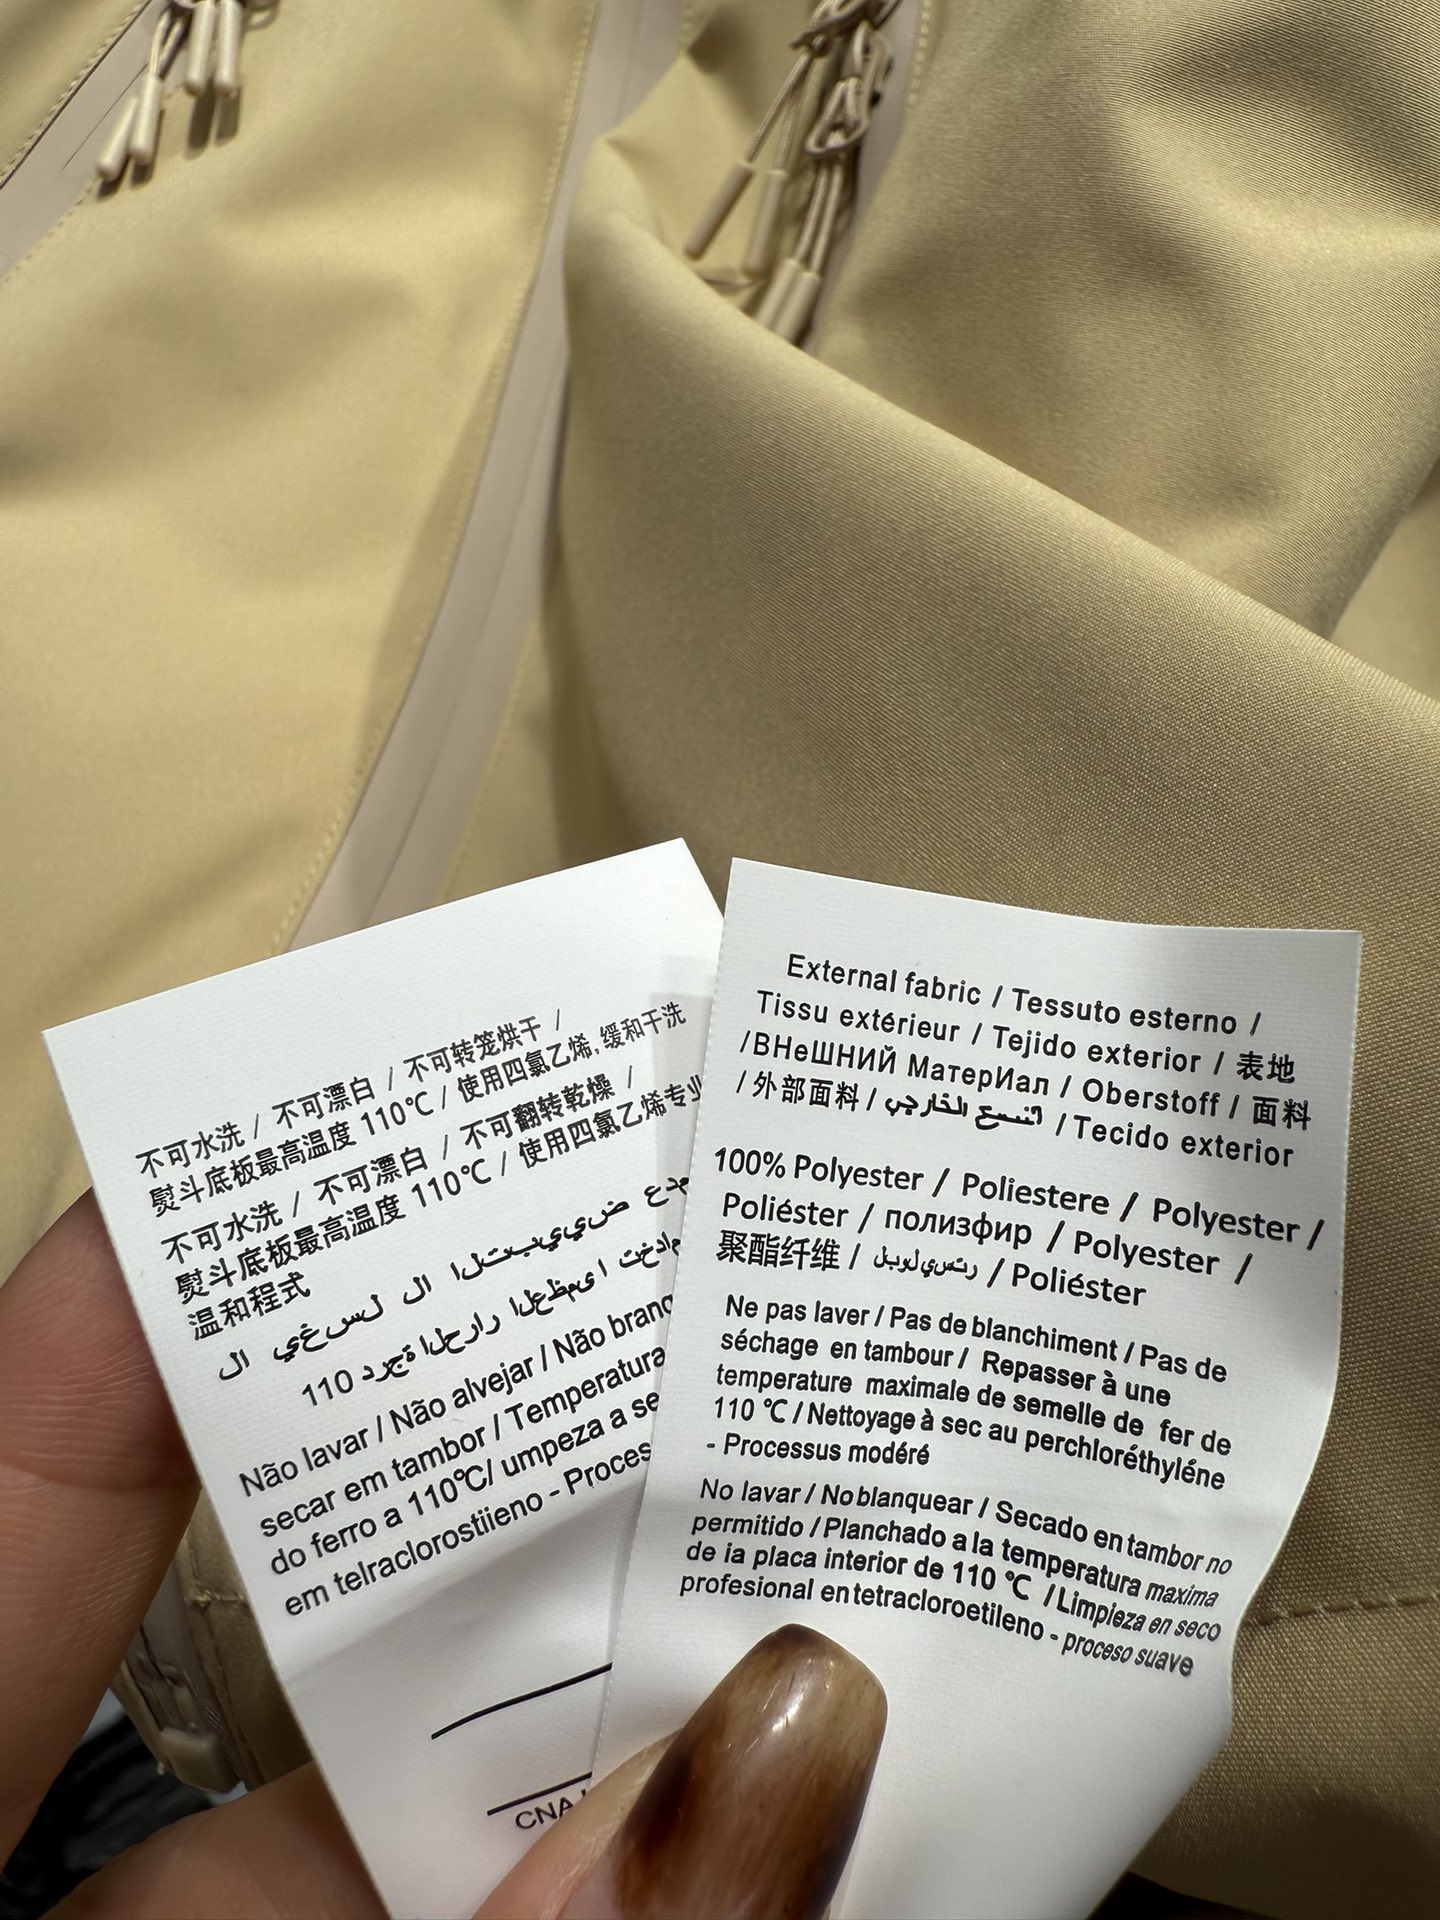 不可水洗 / 不可漂白 / 不可转笼烘干 /
熨斗底板最高温度 110℃ / 使用四氯乙烯,缓和干洗
不可水洗 / 不可漂白 / 不可翻转乾燥 /
熨斗底板最高温度 110℃ / 使用四氯乙烯专业
温和程式
110
Não lavar / Não alvejar / Não branq
secar em tambor / Temperatura
do ferro a 110℃/ umpeza a se
em telraclorostiieno - Proces
CNA
External fabric / Tessuto esterno /
Tissu extérieur / Tejido exterior / 表地
/ВНеШНИЙ МатерИал / Oberstoff / 面料
/ 外部面料 / / Tecido exterior
100% Polyester / Poliestere / Polyester /
Poliéster / полизфир / Polyester /
聚酯纤维 / / Poliéster
Ne pas laver / Pas de blanchiment / Pas de
séchage en tambour / Repasser à une
temperature maximale de semelle de fer de
110 ℃ / Nettoyage à sec au perchloréthyléne
- Processus modéré
No lavar / No blanquear / Secado en tambor no
permitido / Planchado a la temperatura maxima
de ia placa interior de 110 ℃ / Limpieza en seco
profesional en tetracloroetileno - proceso suave